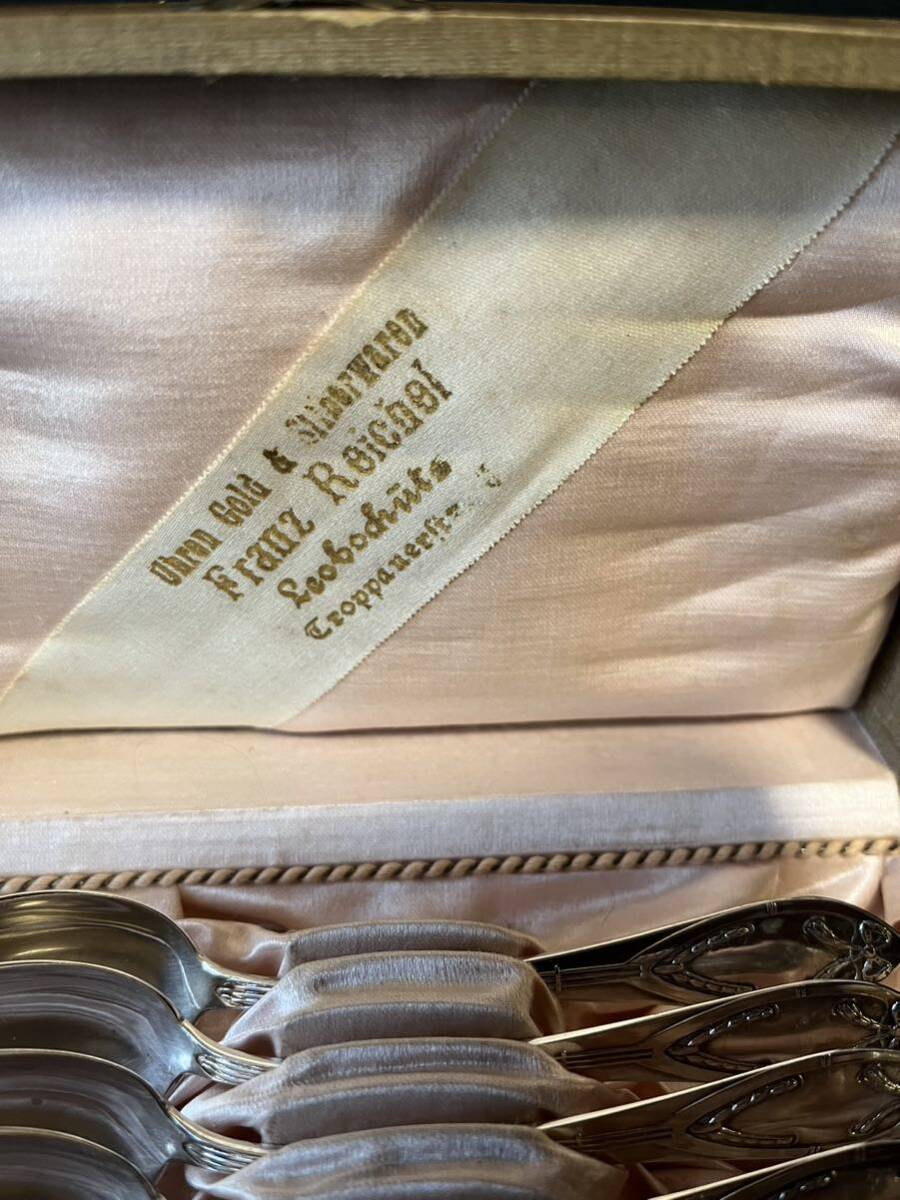 Uhren Gold & Silberwaren
Franz Reichel
Leobschütz
Troppauerstr.